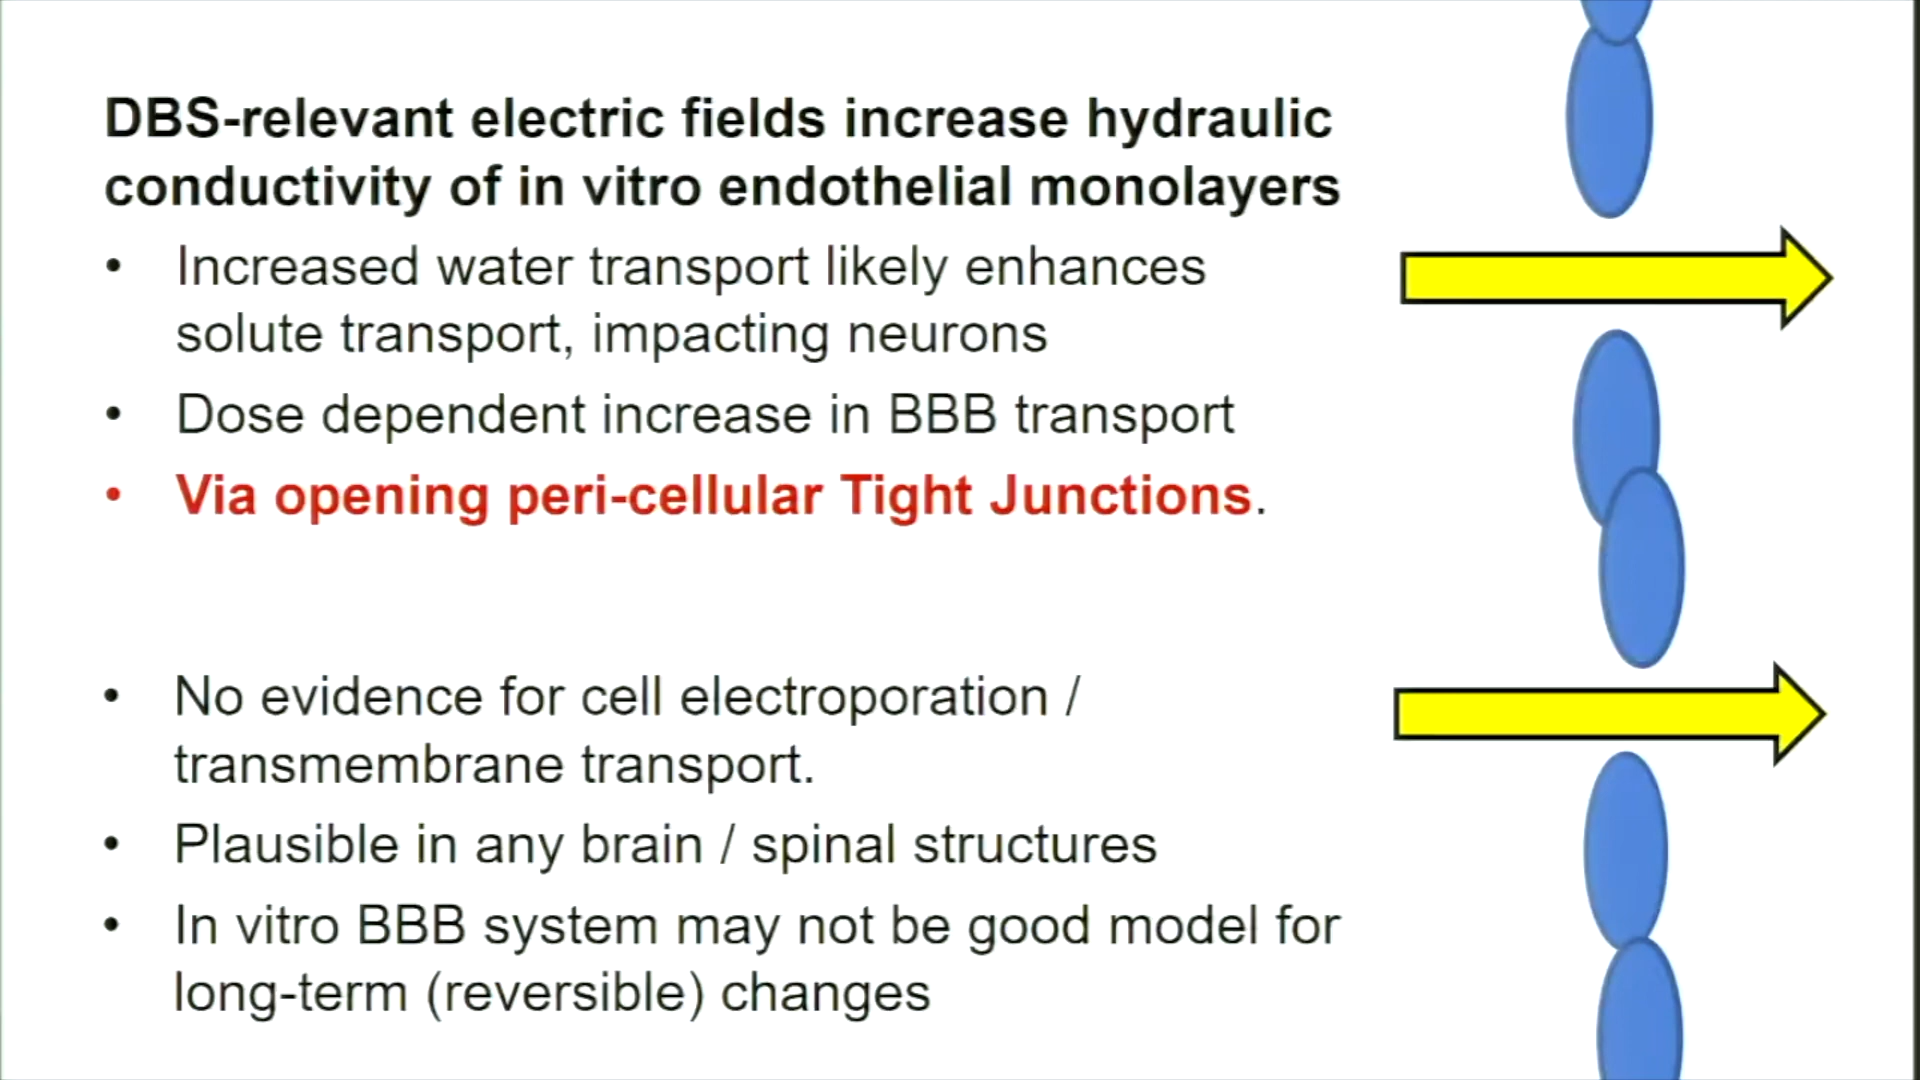 DBS-relevant electric fields increase hydraulic
conductivity of in vitro endothelial monolayers
• Increased water transport likely enhances
solute transport, impacting neurons
• Dose dependent increase in BBB transport
• Via opening peri-cellular Tight Junctions.
• No evidence for cell electroporation /
transmembrane transport.
• Plausible in any brain / spinal structures
• In vitro BBB system may not be good model for
long-term (reversible) changes